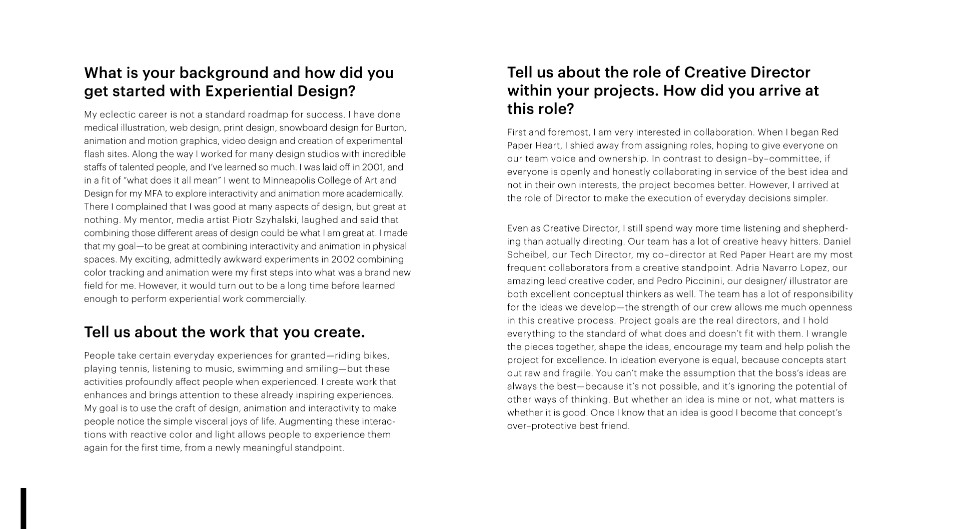 What is your background and how did you
get started with Experiential Design?
My eclectic career is not a standard roadmap for success. I have done
medical illustration, web design, print design, snowboard design for Burton,
animation and motion graphics, video design and creation of experimental
flash sites. Along the way I worked for many design studios with incredible
staffs of talented people, and I've learned so much. I was laid off in 2001, and
in a fit of "what does it all mean" I went to Minneapolis College of Art and
Design for my MFA to explore interactivity and animation more academically.
There I complained that I was good at many aspects of design, but great at
nothing. My mentor, media artist Piotr Szyhalski, laughed and said that
combining those different areas of design could be what I am great at. I made
that my goal—to be great at combining interactivity and animation in physical
spaces. My exciting, admittedly awkward experiments in 2002 combining
color tracking and animation were my first steps into what was a brand new
field for me. However, it would turn out to be a long time before learned
enough to perform experiential work commercially.
Tell us about the work that you create.
People take certain everyday experiences for granted—riding bikes,
playing tennis, listening to music, swimming and smiling—but these
activities profoundly affect people when experienced. I create work that
enhances and brings attention to these already inspiring experiences.
My goal is to use the craft of design, animation and interactivity to make
people notice the simple visceral joys of life. Augmenting these interac-
tions with reactive color and light allows people to experience them
again for the first time, from a newly meaningful standpoint.
Tell us about the role of Creative Director
within your projects. How did you arrive at
this role?
First and foremost, I am very interested in collaboration. When I began Red
Paper Heart, I shied away from assigning roles, hoping to give everyone on
our team voice and ownership. In contrast to design-by-committee, if
everyone is openly and honestly collaborating in service of the best idea and
not in their own interests, the project becomes better. However, I arrived at
the role of Director to make the execution of everyday decisions simpler.
Even as Creative Director, I still spend way more time listening and shepherd-
ing than actually directing. Our team has a lot of creative heavy hitters. Daniel
Scheibel, our Tech Director, my co-director at Red Paper Heart are my most
frequent collaborators from a creative standpoint. Adria Navarro Lopez, our
amazing lead creative coder, and Pedro Piccinini, our designer/ illustrator are
both excellent conceptual thinkers as well. The team has a lot of responsibility
for the ideas we develop—the strength of our crew allows me much openness
in this creative process. Project goals are the real directors, and I hold
everything to the standard of what does and doesn't fit with them. I wrangle
the pieces together, shape the ideas, encourage my team and help polish the
project for excellence. In ideation everyone is equal, because concepts start
out raw and fragile. You can't make the assumption that the boss's ideas are
always the best—because it's not possible, and it's ignoring the potential of
other ways of thinking. But whether an idea is mine or not, what matters is
whether it is good. Once I know that an idea is good I become that concept's
over-protective best friend.